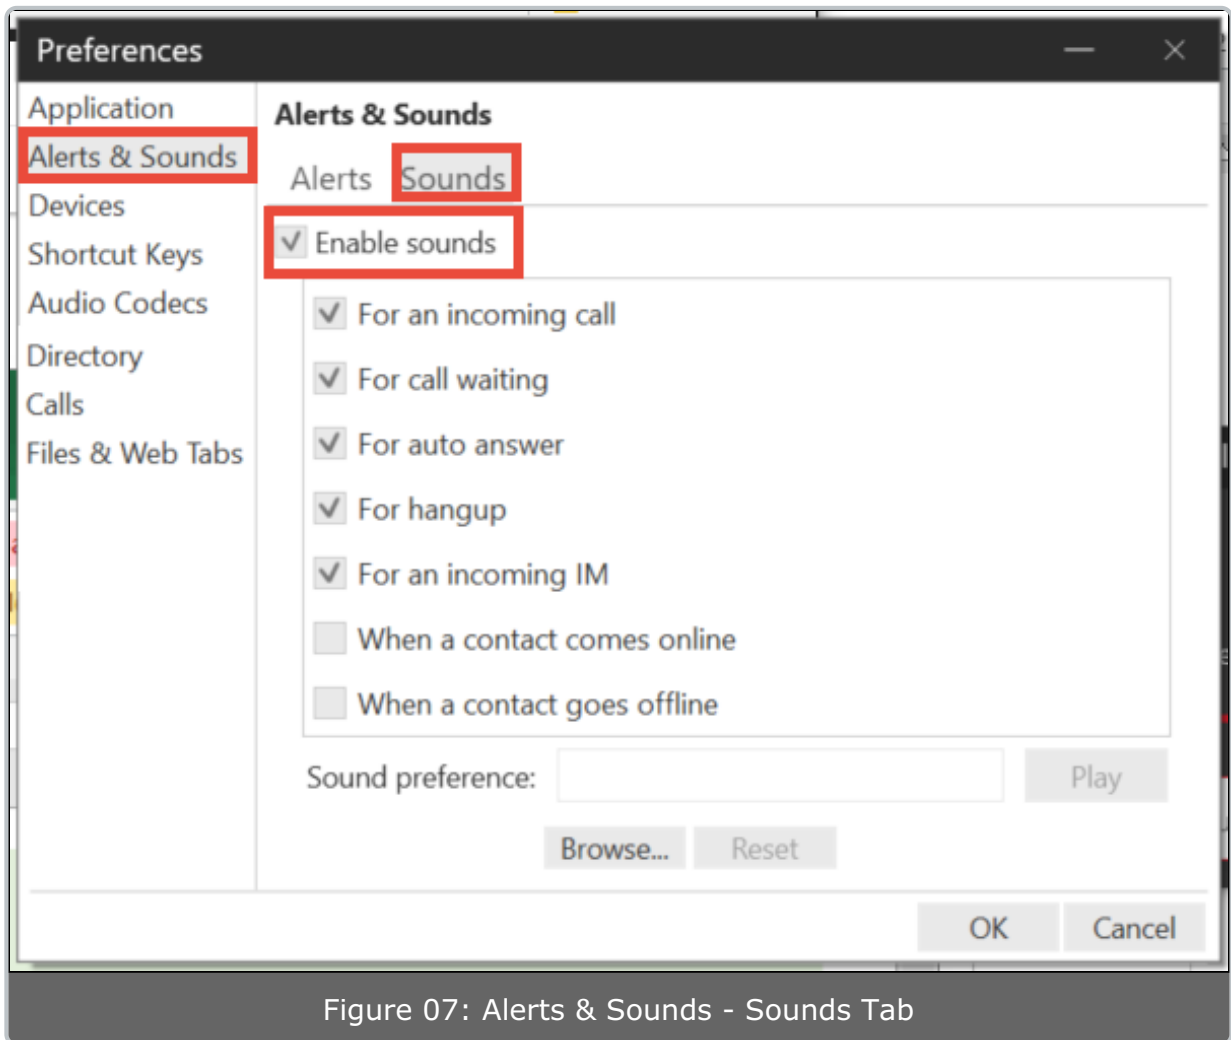 Preferences
Application
Alerts & Sounds
Devices
Shortcut Keys
Audio Codecs
Directory
Calls
Files & Web Tabs
Alerts & Sounds
Alerts Sounds
Enable sounds
For an incoming call
For call waiting
For auto answer
For hangup
For an incoming IM
When a contact comes online
When a contact goes offline
Sound preference: Play
Browse... Reset
OK Cancel
Figure 07: Alerts & Sounds - Sounds Tab